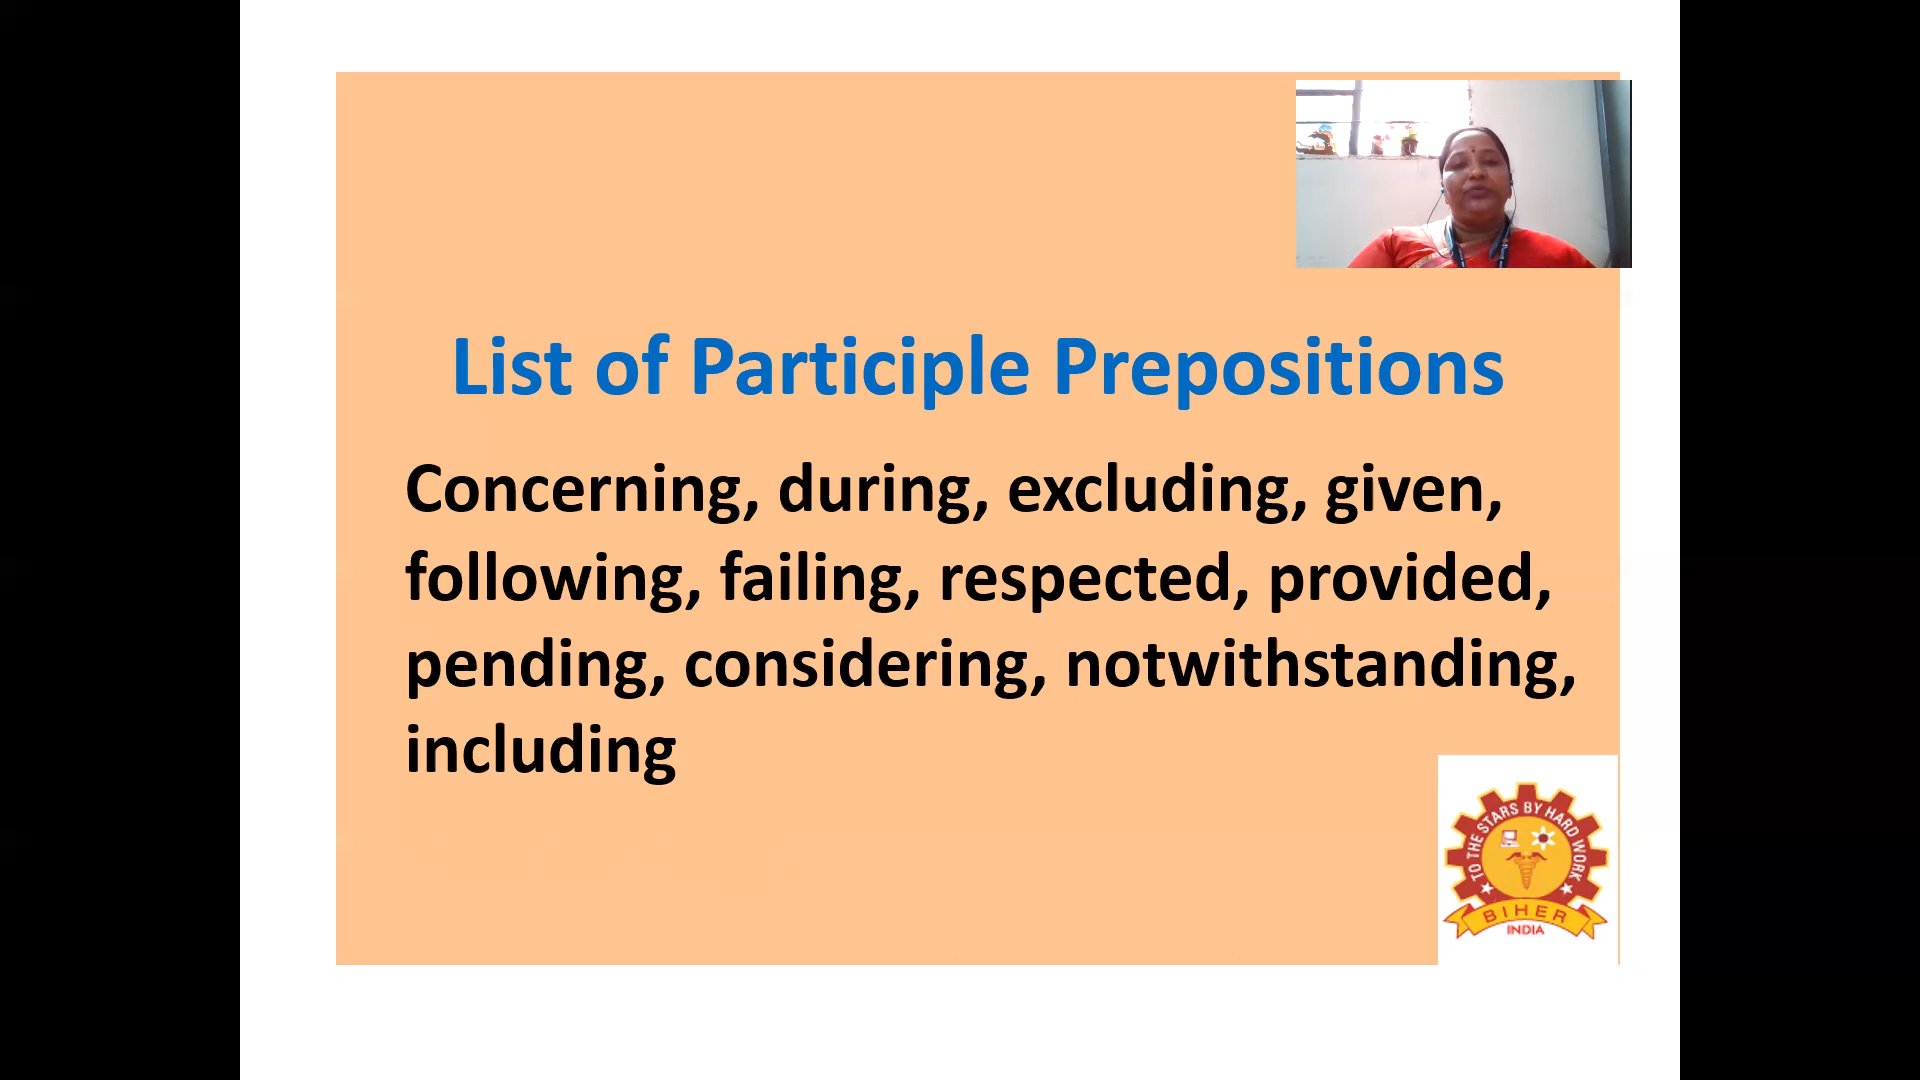 List of Participle Prepositions
Concerning, during, excluding, given,
following, failing, respected, provided,
pending, considering, notwithstanding,
including
TO THE STARS BY HARD WORK
BIHER
INDIA